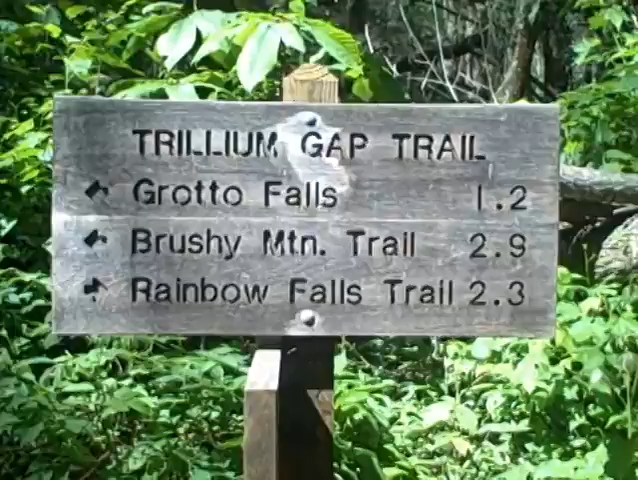 TRILLIUM GAP TRAIL
Grotto Falls 1.2
Brushy Mtn. Trail 2.9
Rainbow Falls Trail 2.3